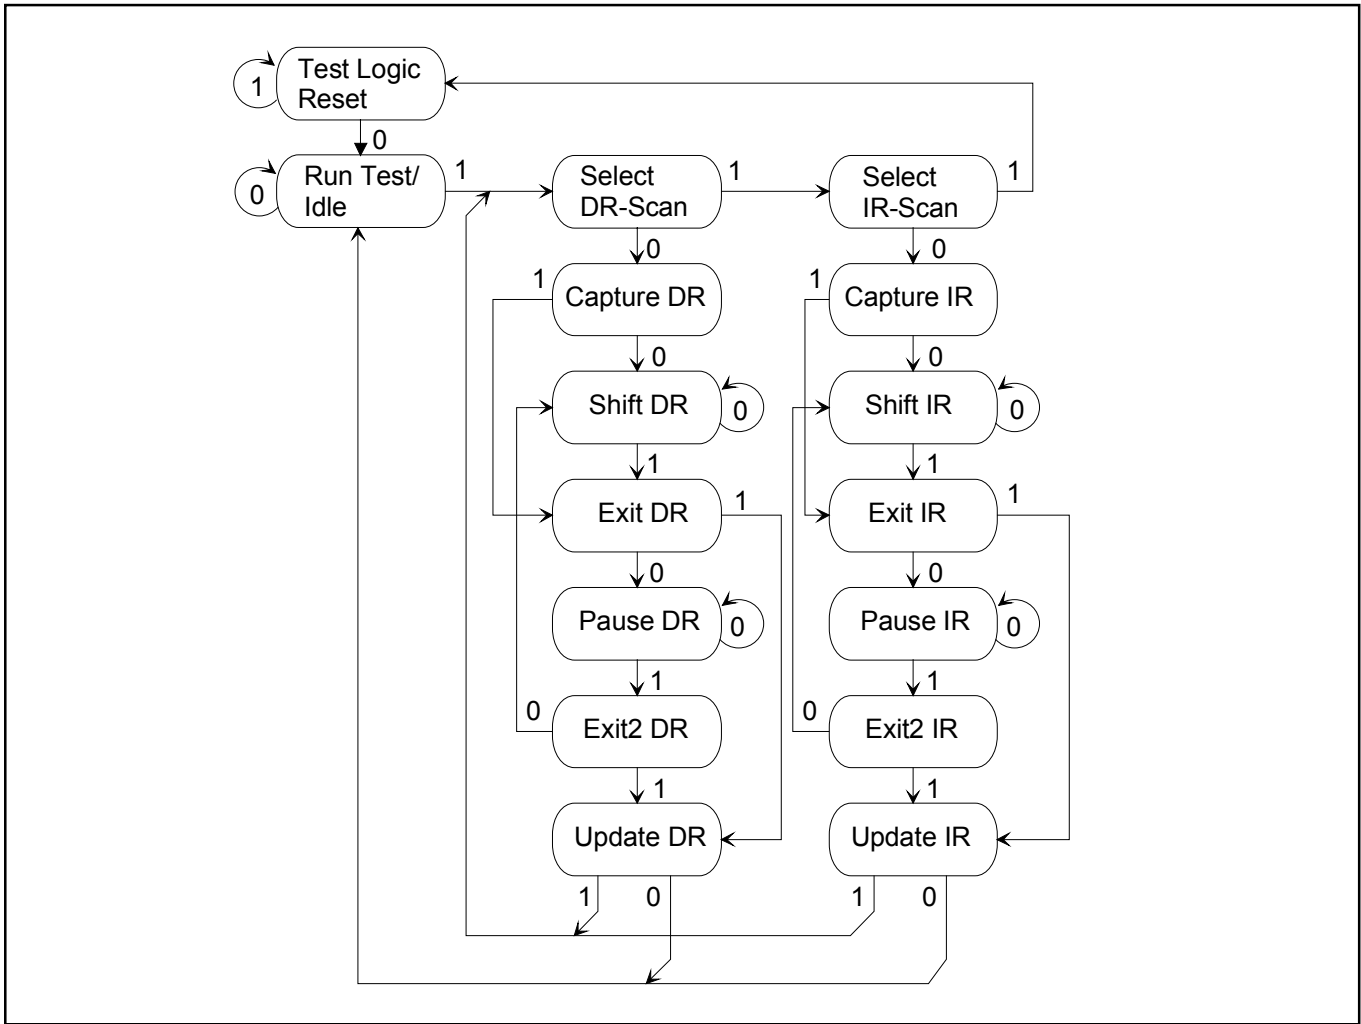 Test Logic
Reset
1
0
Run Test/
Idle
0
1
Select
DR-Scan
1
Select
IR-Scan
1
0
0
1
Capture DR
1
Capture IR
0
0
Shift DR
0
Shift IR
0
1
1
Exit DR
1
Exit IR
1
0
0
Pause DR
0
Pause IR
0
1
1
0
Exit2 DR
0
Exit2 IR
1
1
Update DR
Update IR
1
0
1
0